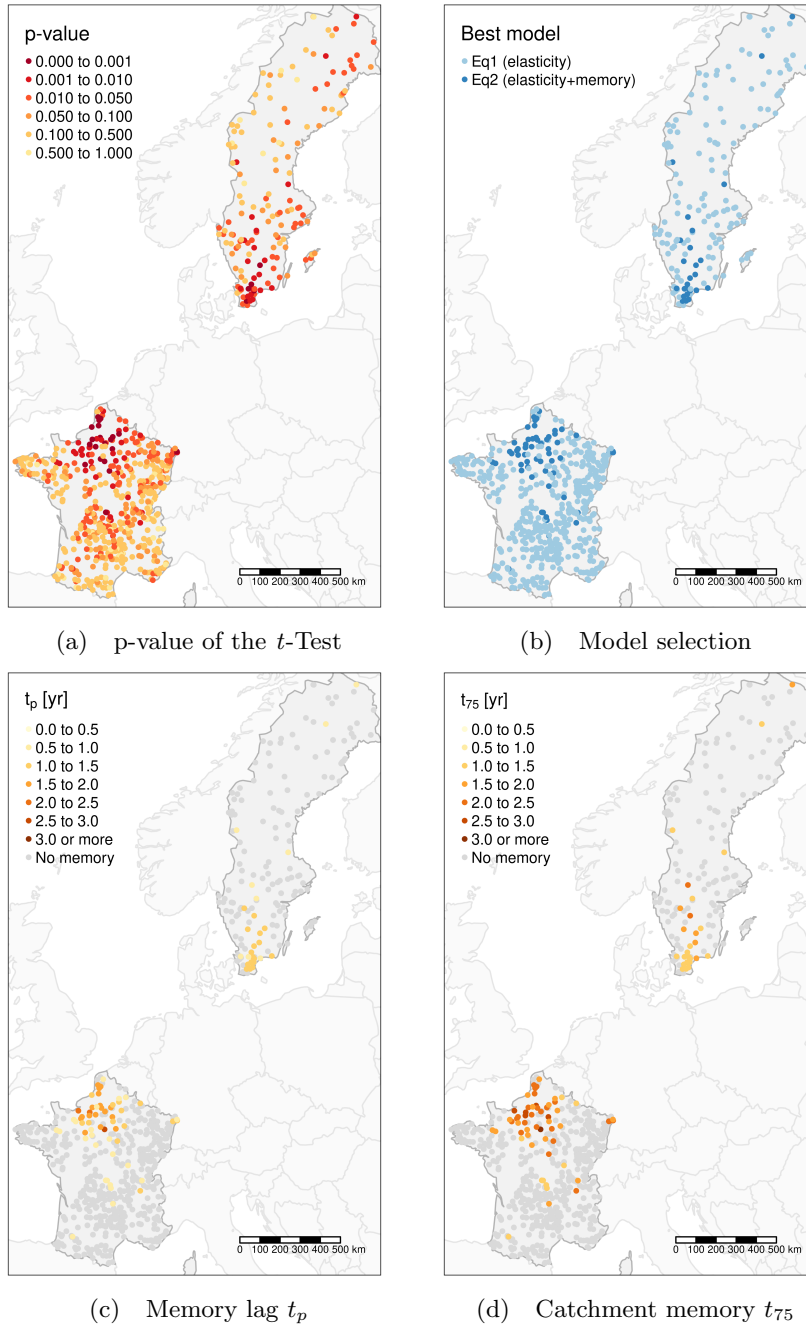 p-value
0.000 to 0.001
0.001 to 0.010
0.010 to 0.050
0.050 to 0.100
0.100 to 0.500
0.500 to 1.000
0 100 200 300 400 500 km
(a) p-value of the t-Test
Best model
Eq1 (elasticity)
Eq2 (elasticity+memory)
0 100 200 300 400 500 km
(b) Model selection
tp [yr]
0.0 to 0.5
0.5 to 1.0
1.0 to 1.5
1.5 to 2.0
2.0 to 2.5
2.5 to 3.0
3.0 or more
No memory
0 100 200 300 400 500 km
(c) Memory lag tp
t75 [yr]
0.0 to 0.5
0.5 to 1.0
1.0 to 1.5
1.5 to 2.0
2.0 to 2.5
2.5 to 3.0
3.0 or more
No memory
0 100 200 300 400 500 km
(d) Catchment memory t75